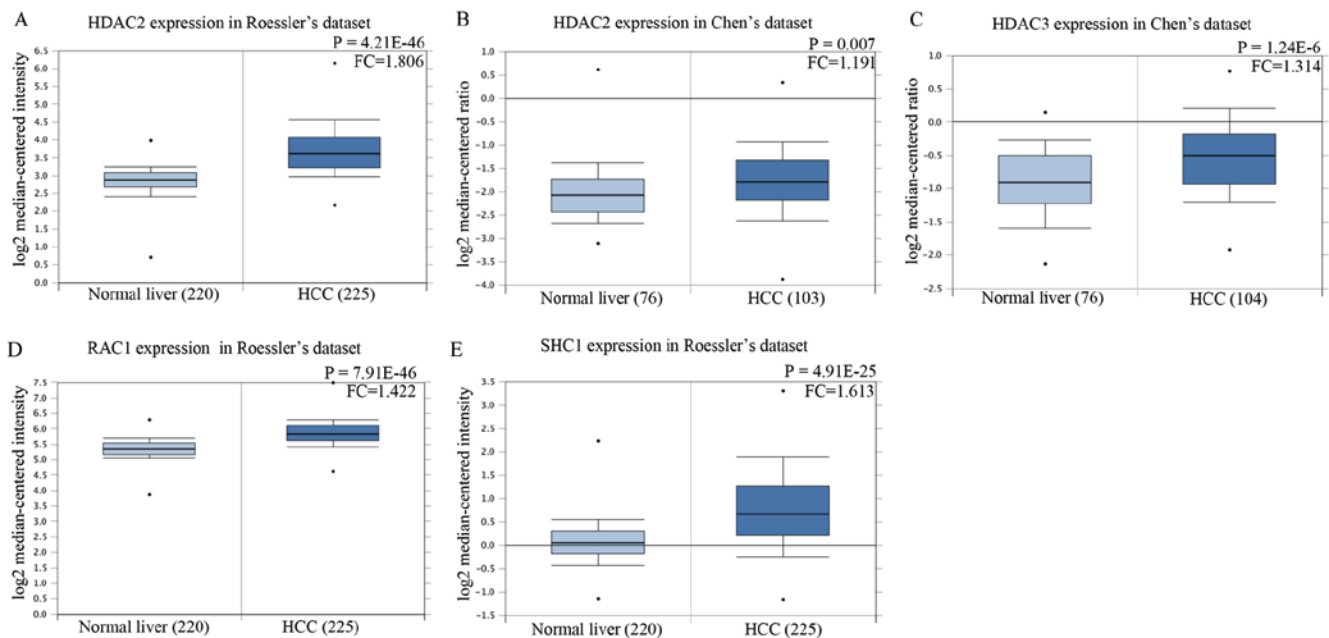 A
HDAC2 expression in Roessler's dataset
P = 4.21E-46
FC=1.806
log2 median-centered intensity
6.5
6.0
5.5
5.0
4.5
4.0
3.5
3.0
2.5
2.0
1.5
1.0
0.5
0.0
Normal liver (220)
HCC (225)
B
HDAC2 expression in Chen's dataset
P = 0.007
FC=1.191
log2 median-centered ratio
1.0
0.5
0.0
-0.5
-1.0
-1.5
-2.0
-2.5
-3.0
-3.5
-4.0
Normal liver (76)
HCC (103)
C
HDAC3 expression in Chen's dataset
P = 1.24E-6
FC=1.314
log2 median-centered ratio
1.0
0.5
0.0
-0.5
-1.0
-1.5
-2.0
-2.5
Normal liver (76)
HCC (104)
D
RAC1 expression in Roessler's dataset
P = 7.91E-46
FC=1.422
log2 median-centered intensity
7.5
7.0
6.5
6.0
5.5
5.0
4.5
4.0
3.5
3.0
2.5
2.0
1.5
1.0
0.5
0.0
Normal liver (220)
HCC (225)
E
SHC1 expression in Roessler's dataset
P = 4.91E-25
FC=1.613
log2 median-centered intensity
3.5
3.0
2.5
2.0
1.5
1.0
0.5
0.0
-0.5
-1.0
-1.5
Normal liver (220)
HCC (225)